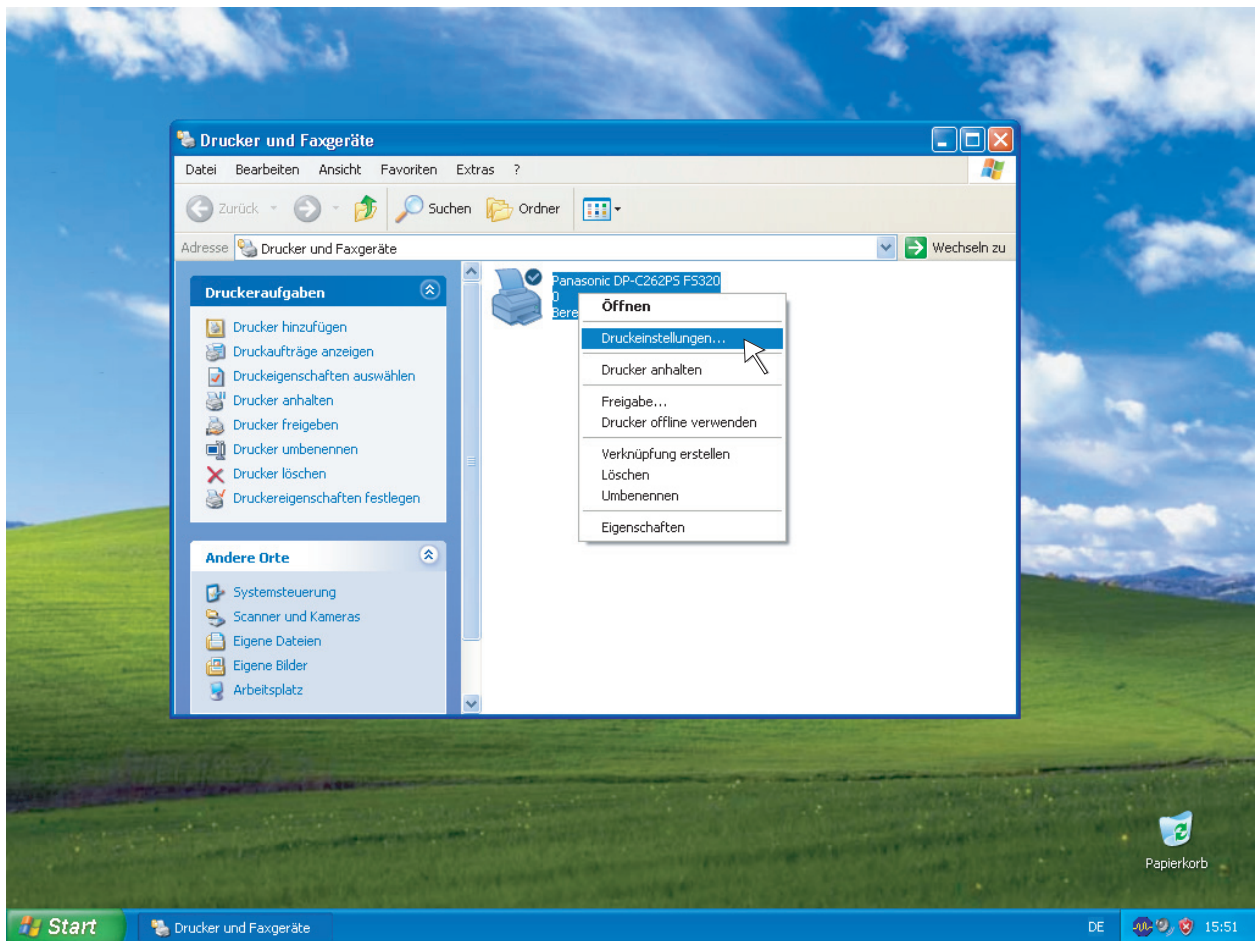 Drucker und Faxgeräte
Datei Bearbeiten Ansicht Favoriten Extras ?
Zurück Suchen Ordner
Adresse Drucker und Faxgeräte Wechseln zu
Druckeraufgaben
Drucker hinzufügen
Druckaufträge anzeigen
Druckeigenschaften auswählen
Drucker anhalten
Drucker freigeben
Drucker umbenennen
Drucker löschen
Druckereigenschaften festlegen
Andere Orte
Systemsteuerung
Scanner und Kameras
Eigene Dateien
Eigene Bilder
Arbeitsplatz
Panasonic DP-C262PS FS320
0
Bere
Öffnen
Druckeinstellungen...
Drucker anhalten
Freigabe...
Drucker offline verwenden
Verknüpfung erstellen
Löschen
Umbenennen
Eigenschaften
Papierkorb
Start Drucker und Faxgeräte DE 15:51